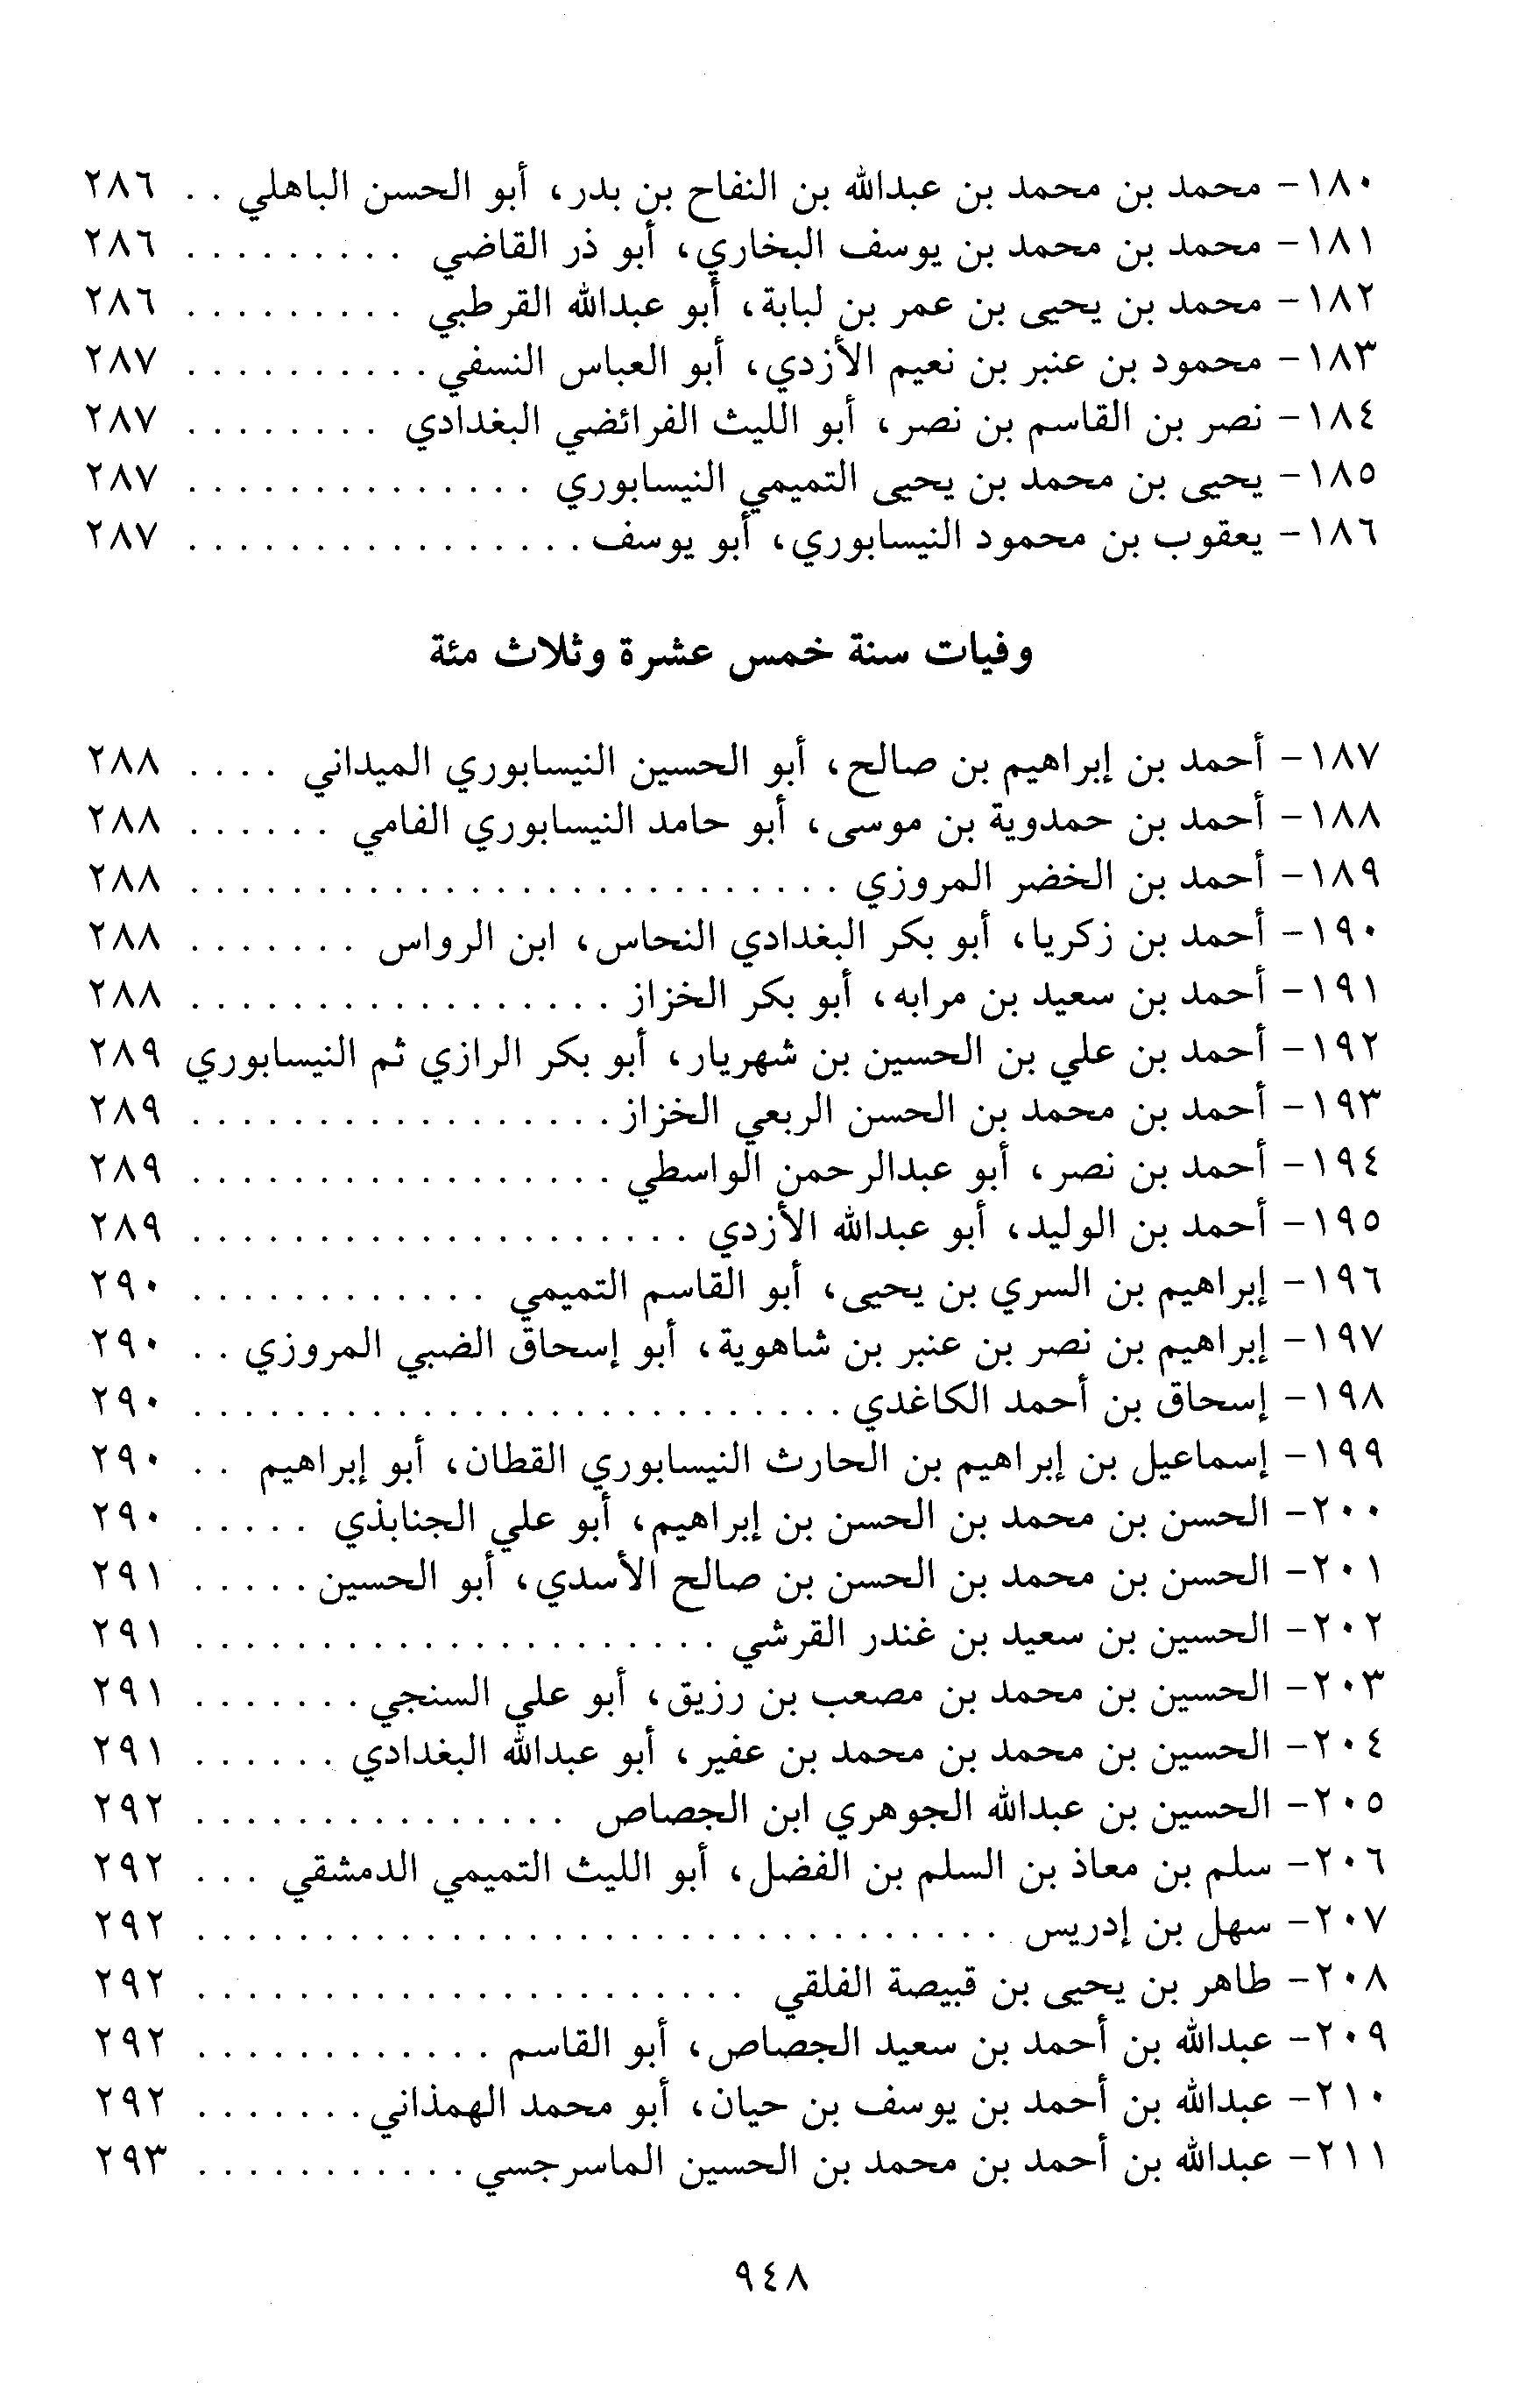 ١٨٠- محمد بن محمد بن عبدالله بن النفاح بن بدر، أبو الحسن الباهلي . . ٢٨٦
١٨١- محمد بن محمد بن يوسف البخاري، أبو ذر القاضي . . . . . . . . . ٢٨٦
١٨٢- محمد بن يحيى بن عمر بن لبابة، أبو عبدالله القرطبي . . . . . . . . . ٢٨٦
١٨٣- محمود بن عنبر بن نعيم الأزدي، أبو العباس النسفي . . . . . . . . . . ٢٨٧
١٨٤- نصر بن القاسم بن نصر، أبو الليث الفرائضي البغدادي . . . . . . . . ٢٨٧
١٨٥- يحيى بن محمد بن يحيى التميمي النيسابوري . . . . . . . . . . . . . . ٢٨٧
١٨٦- يعقوب بن محمود النيسابوري، أبو يوسف . . . . . . . . . . . . . . . . ٢٨٧
وفيات سنة خمس عشرة وثلاث مئة
١٨٧- أحمد بن إبراهيم بن صالح، أبو الحسين النيسابوري الميداني . . . . ٢٨٨
١٨٨- أحمد بن حمدوية بن موسى، أبو حامد النيسابوري الفامي . . . . . . ٢٨٨
١٨٩- أحمد بن الخضر المروزي . . . . . . . . . . . . . . . . . . . . . . . . . . ٢٨٨
١٩٠- أحمد بن زكريا، أبو بكر البغدادي النحاس، ابن الرواس . . . . . . . ٢٨٨
١٩١- أحمد بن سعيد بن مرابه، أبو بكر الخزاز . . . . . . . . . . . . . . . . . ٢٨٨
١٩٢- أحمد بن علي بن الحسين بن شهريار، أبو بكر الرازي ثم النيسابوري ٢٨٩
١٩٣- أحمد بن محمد بن الحسن الربعي الخزاز . . . . . . . . . . . . . . . . . ٢٨٩
١٩٤- أحمد بن نصر، أبو عبدالرحمن الواسطي . . . . . . . . . . . . . . . . . ٢٨٩
١٩٥- أحمد بن الوليد، أبو عبدالله الأزدي . . . . . . . . . . . . . . . . . . . . ٢٨٩
١٩٦- إبراهيم بن السري بن يحيى، أبو القاسم التميمي . . . . . . . . . . . . ٢٩٠
١٩٧- إبراهيم بن نصر بن عنبر بن شاهوية، أبو إسحاق الضبي المروزي . . ٢٩٠
١٩٨- إسحاق بن أحمد الكاغدي . . . . . . . . . . . . . . . . . . . . . . . . . . ٢٩٠
١٩٩- إسماعيل بن إبراهيم بن الحارث النيسابوري القطان، أبو إبراهيم . . ٢٩٠
٢٠٠- الحسن بن محمد بن الحسن بن إبراهيم، أبو علي الجنابذي . . . . . ٢٩٠
٢٠١- الحسن بن محمد بن الحسن بن صالح الأسدي، أبو الحسين . . . . . ٢٩١
٢٠٢- الحسين بن سعيد بن غندر القرشي . . . . . . . . . . . . . . . . . . . . . ٢٩١
٢٠٣- الحسين بن محمد بن مصعب بن رزيق، أبو علي السنجي . . . . . . . ٢٩١
٢٠٤- الحسين بن محمد بن محمد بن عفير، أبو عبدالله البغدادي . . . . . . ٢٩١
٢٠٥- الحسين بن عبدالله الجوهري ابن الجصاص . . . . . . . . . . . . . . . ٢٩٢
٢٠٦- سلم بن معاذ بن السلم بن الفضل، أبو الليث التميمي الدمشقي . . . ٢٩٢
٢٠٧- سهل بن إدريس . . . . . . . . . . . . . . . . . . . . . . . . . . . . . . . . ٢٩٢
٢٠٨- طاهر بن يحيى بن قبيصة الفلقي . . . . . . . . . . . . . . . . . . . . . . ٢٩٢
٢٠٩- عبدالله بن أحمد بن سعيد الجصاص، أبو القاسم . . . . . . . . . . . . ٢٩٢
٢١٠- عبدالله بن أحمد بن يوسف بن حيان، أبو محمد الهمذاني . . . . . . . ٢٩٢
٢١١- عبدالله بن أحمد بن محمد بن الحسين الماسرجسي . . . . . . . . . . . ٢٩٣
٩٤٨